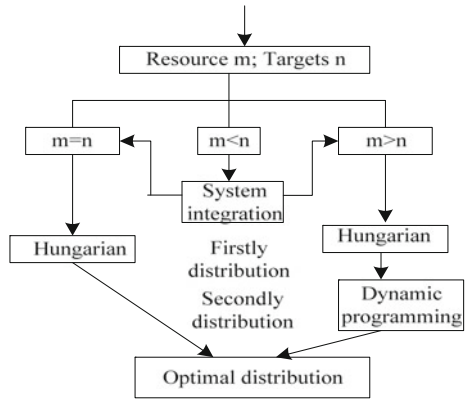 Resource m; Targets n
m=n
m<n
m>n
System
integration
Hungarian
Hungarian
Firstly
distribution
Secondly
distribution
Dynamic
programming
Optimal distribution